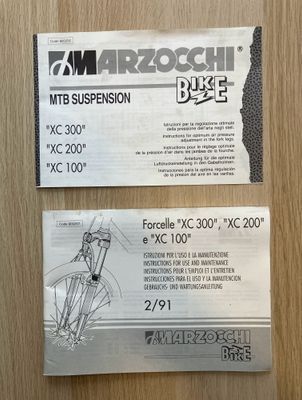 MARZOCCHI®
BIKE
MTB SUSPENSION
"XC 300"
"XC 200"
"XC 100"
Istruzioni per la regolazione ottimale
della pressione dell'aria negli steli.
Instructions for optimum air pressure
adjustment in the fork legs.
Instructions pour le réglage optimale
de la pression d'air dans les jambes de la fourche.
Anleitung für die optimale
Luftdruckeinstellung in den Gabelholmen.
Instrucciones para la optima regulación
de la presion del aire en las varillas.
Forcelle "XC 300", "XC 200"
e "XC 100"
ISTRUZIONI PER L'USO E LA MANUTENZIONE
INSTRUCTIONS FOR USE AND MAINTENANCE
INSTRUCTIONS POUR L'EMPLOI ET L'ENTRETIEN
INSTRUCCIONES PARA EL USO Y LA MANUTENCION
GEBRAUCHS- UND WARTUNGSANLEITUNG
2/91
MARZOCCHI
BIKE